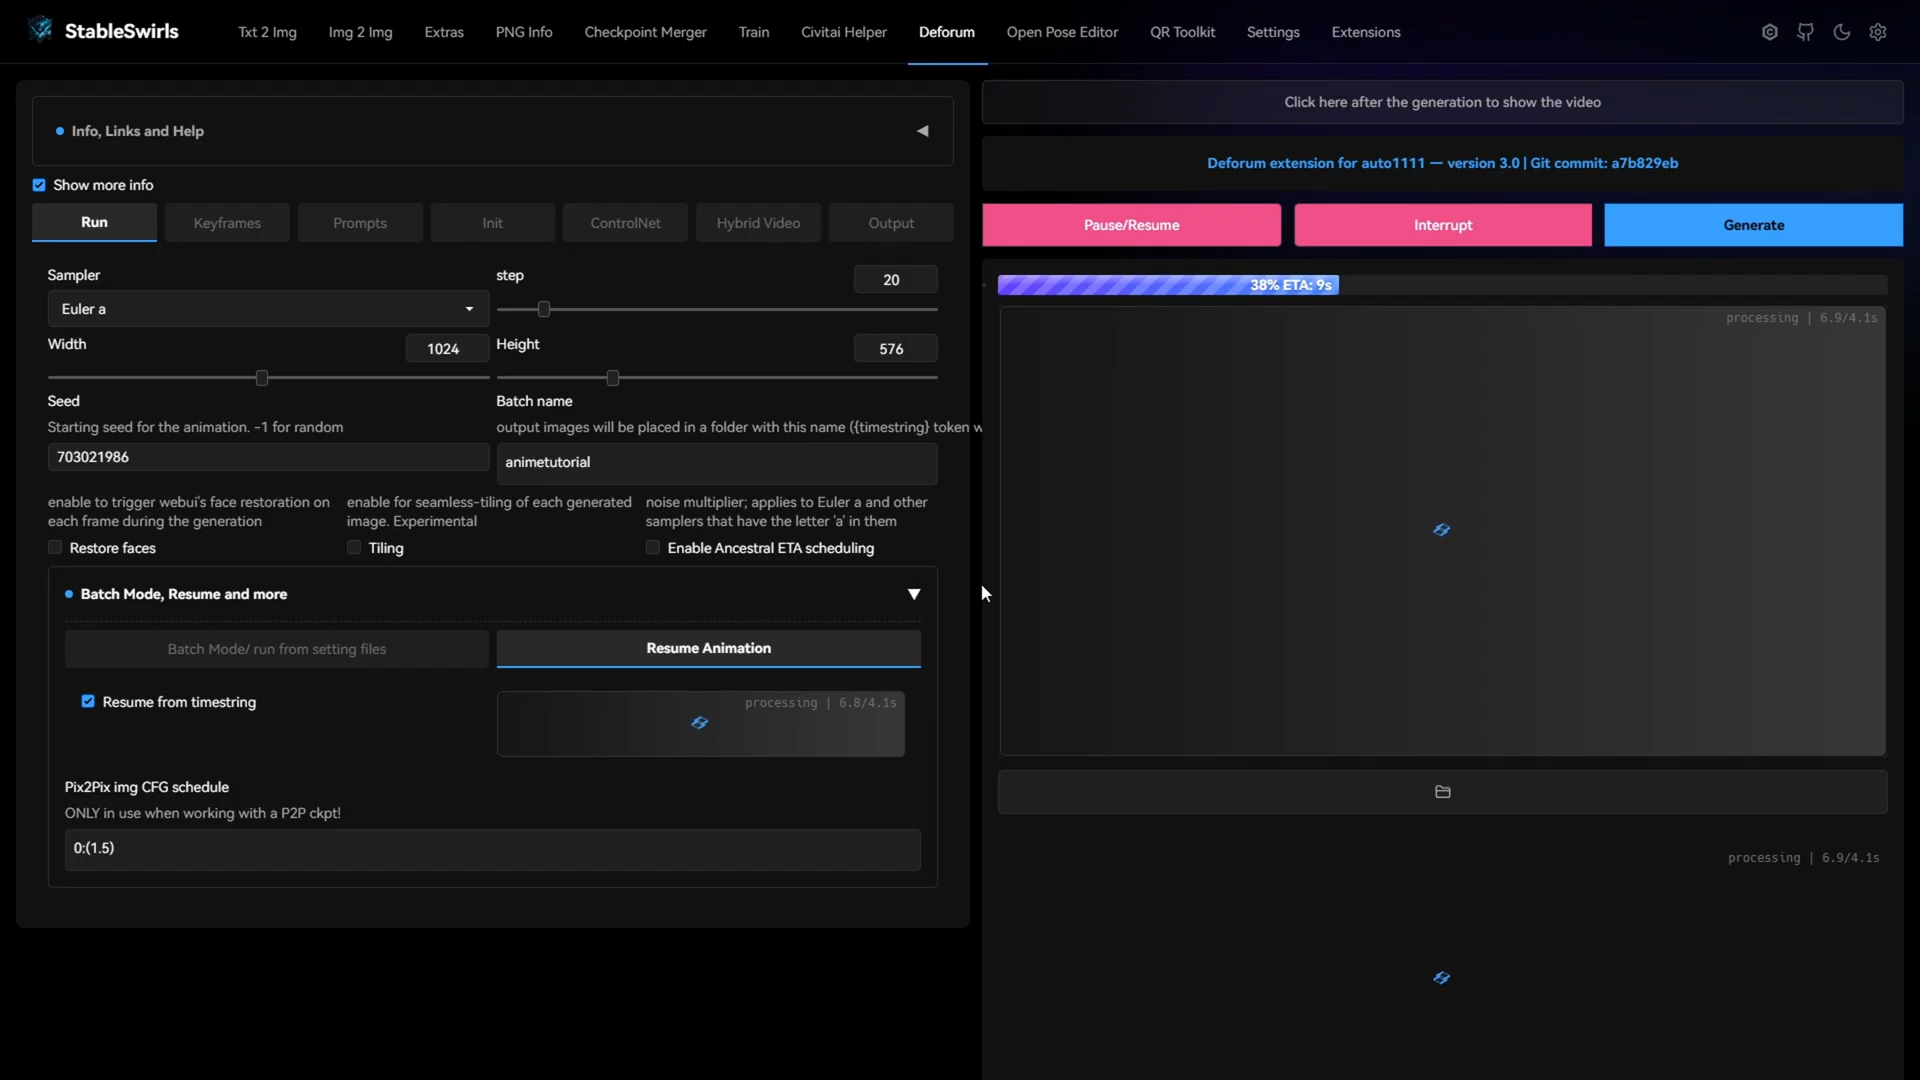 StableSwirls
Txt 2 Img
Img 2 Img
Extras
PNG Info
Checkpoint Merger
Train
Civitai Helper
Deforum
Open Pose Editor
QR Toolkit
Settings
Extensions
Info, Links and Help
Show more info
Run
Keyframes
Prompts
Init
ControlNet
Hybrid Video
Output
Sampler
Euler a
step
20
Width
1024
Height
576
Seed
Starting seed for the animation. -1 for random
703021986
Batch name
output images will be placed in a folder with this name ({timestring} token w
animetutorial
enable to trigger webui's face restoration on
each frame during the generation
Restore faces
enable for seamless-tiling of each generated
image. Experimental
Tiling
noise multiplier; applies to Euler a and other
samplers that have the letter 'a' in them
Enable Ancestral ETA scheduling
Batch Mode, Resume and more
Batch Mode/ run from setting files
Resume Animation
Resume from timestring
processing | 6.8/4.1s
Pix2Pix img CFG schedule
ONLY in use when working with a P2P ckpt!
0:(1.5)
Click here after the generation to show the video
Deforum extension for auto1111 — version 3.0 | Git commit: a7b829eb
Pause/Resume
Interrupt
Generate
38% ETA: 9s
processing | 6.9/4.1s
processing | 6.9/4.1s